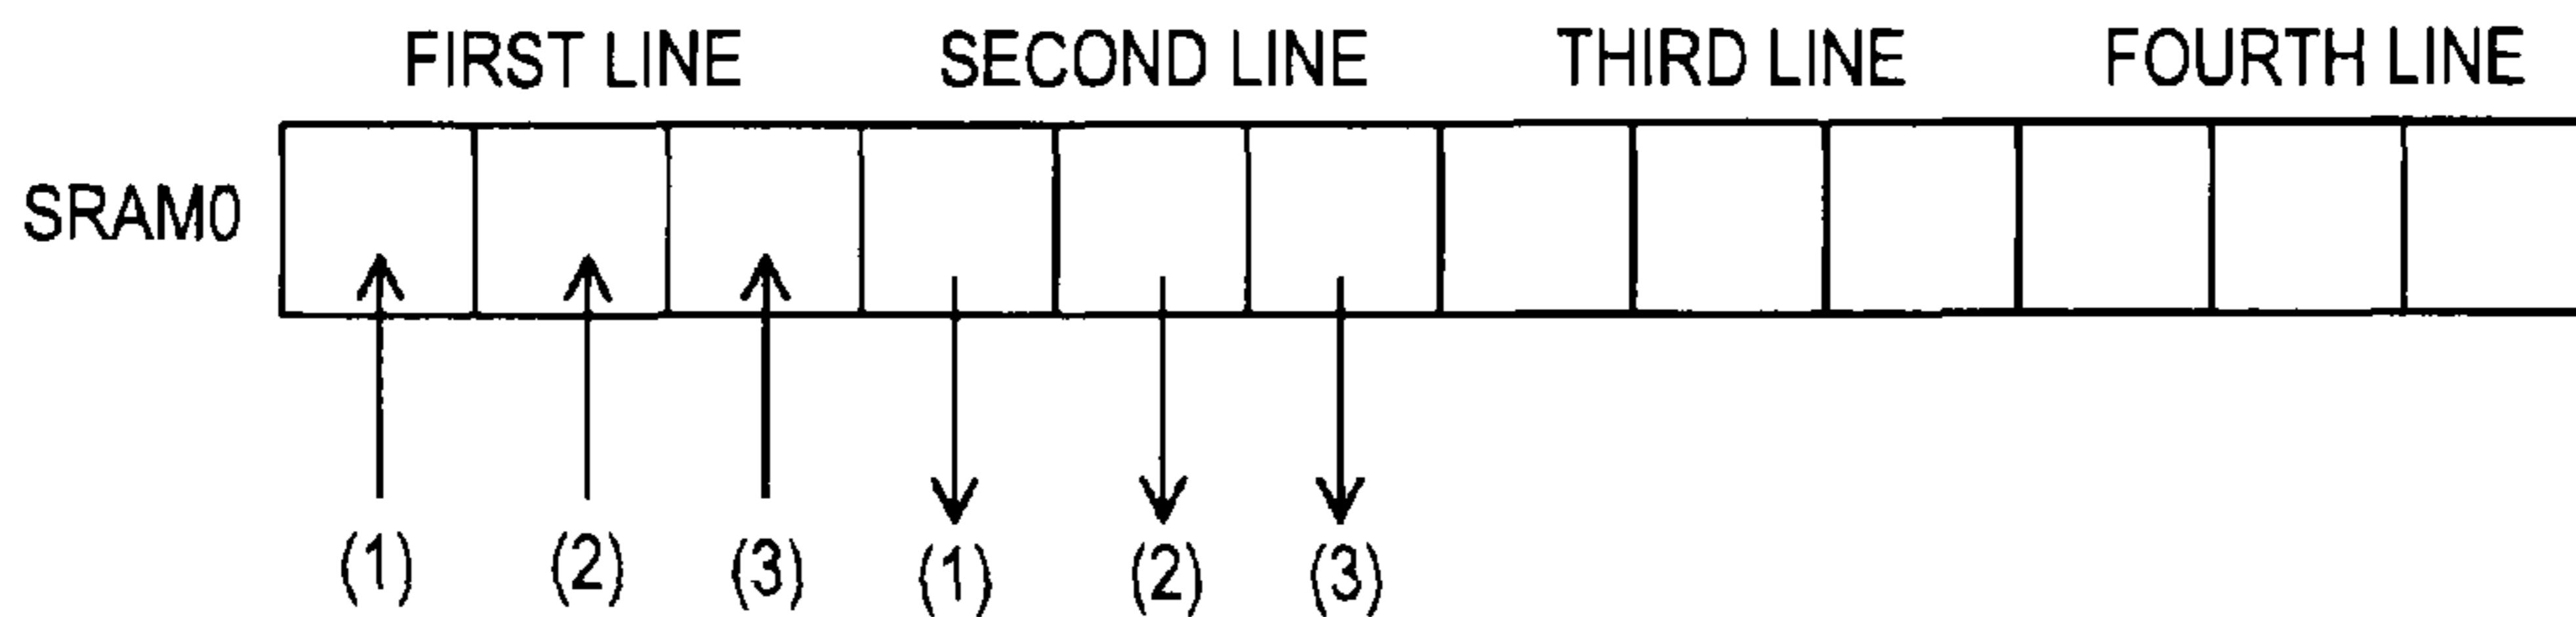 FIRST LINE SECOND LINE THIRD LINE FOURTH LINE
SRAM0
(1) (2) (3) (1) (2) (3)